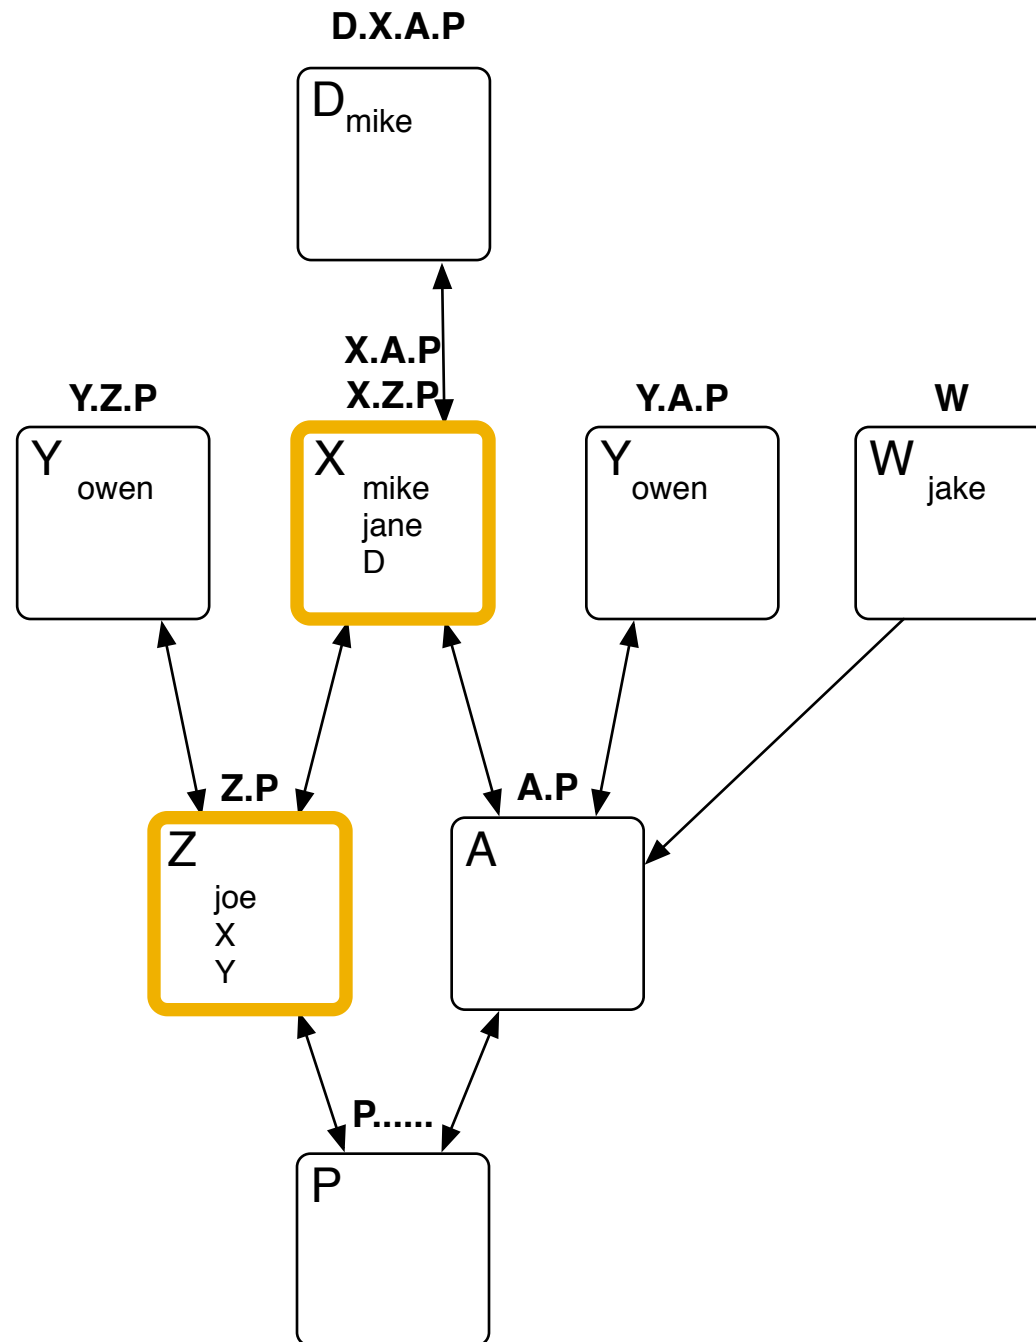 D.X.A.P
D
mike
X.A.P
X.Z.P
Y.Z.P
Y.A.P
W
Y
owen
X
mike
jane
D
Y
owen
W
jake
Z.P
A.P
Z
joe
X
Y
A
P......
P